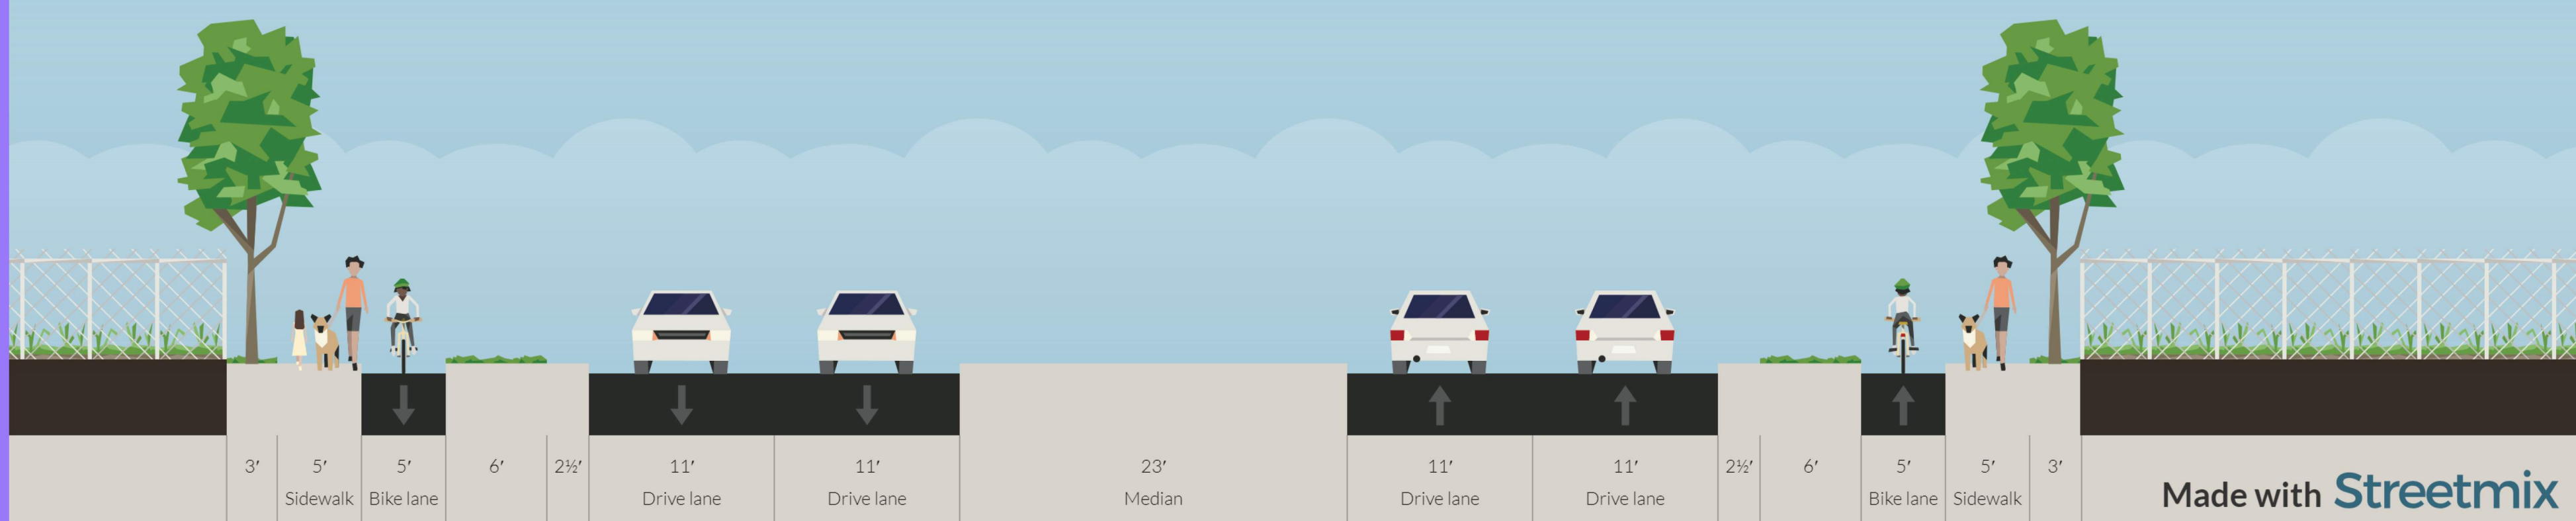 3′ 5′ 5′ 6′ 2½′ 11′ 11′ 23′ 11′ 11′ 2½′ 6′ 5′ 5′ 3′
Sidewalk Bike lane Drive lane Drive lane Median Drive lane Drive lane Bike lane Sidewalk
Made with Streetmix